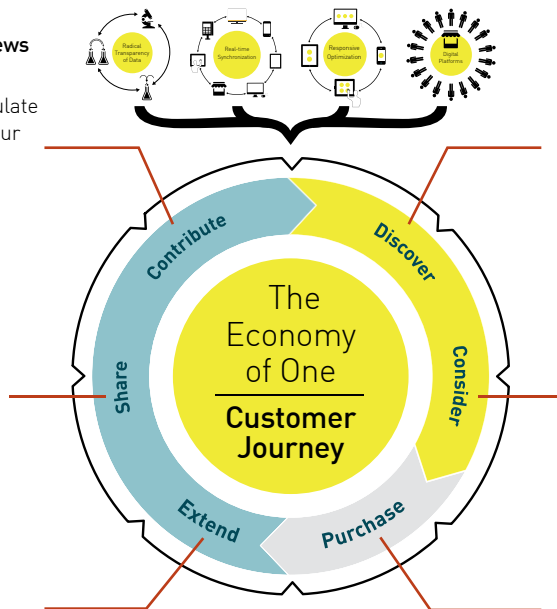 ews
ulate
ur
Radical
Transparency
of Data
Real-time
Synchronization
Responsive
Optimization
Digital
Platforms
Contribute
Discover
Share
Consider
Extend
Purchase
The
Economy
of One
Customer
Journey